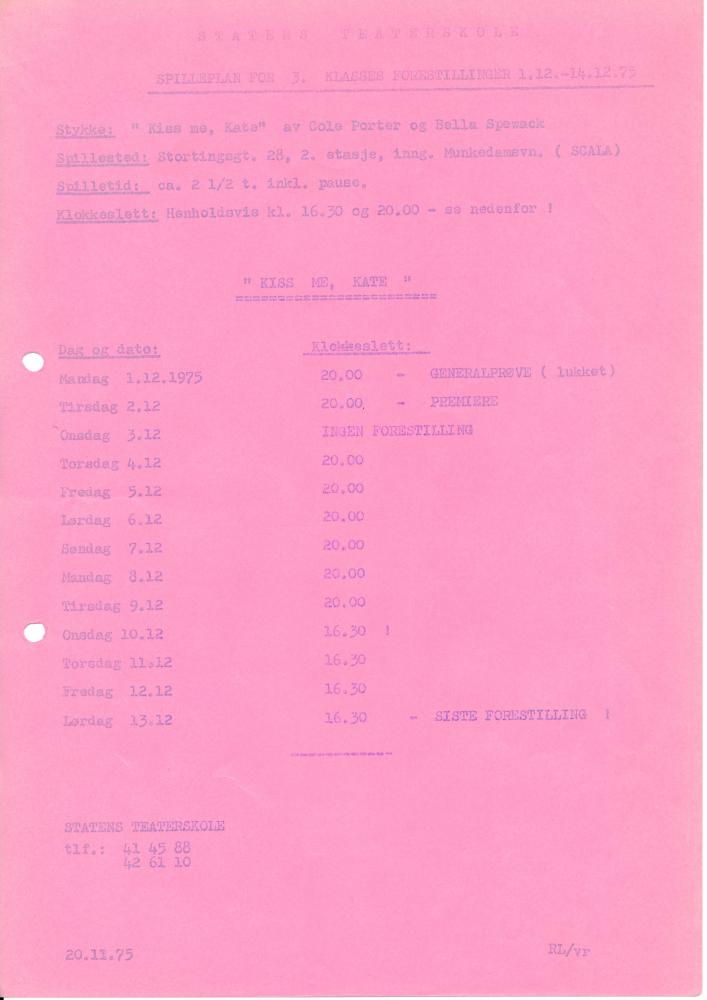 STATENS TEATERSKOLE
SPILLEPLAN FOR 3. KLASSES FORESTILLINGER 1.12.-14.12.75
Stykke: " Kiss me, Kate" av Cole Porter og Bella Spewack
Spillested: Stortingsgt. 28, 2. etasje, inng. Munkedamsvn. ( SCALA)
Spilletid: ca. 2 1/2 t. inkl. pause.
Klokkeslett: Henholdsvis kl. 16.30 og 20.00 - se nedenfor !
" KISS ME, KATE "
Dag og dato: Klokkeslett:
Mandag 1.12.1975 20.00 - GENERALPRØVE ( lukket)
Tirsdag 2.12 20.00. - PREMIERE
Onsdag 3.12 INGEN FORESTILLING
Torsdag 4.12 20.00
Fredag 5.12 20.00
Lørdag 6.12 20.00
Søndag 7.12 20.00
Mandag 8.12 20.00
Tirsdag 9.12 20.00
Onsdag 10.12 16.30 !
Torsdag 11.12 16.30
Fredag 12.12 16.30
Lørdag 13.12 16.30 - SISTE FORESTILLING !
STATENS TEATERSKOLE
tlf.: 41 45 88
42 61 10
20.11.75 RL/vr